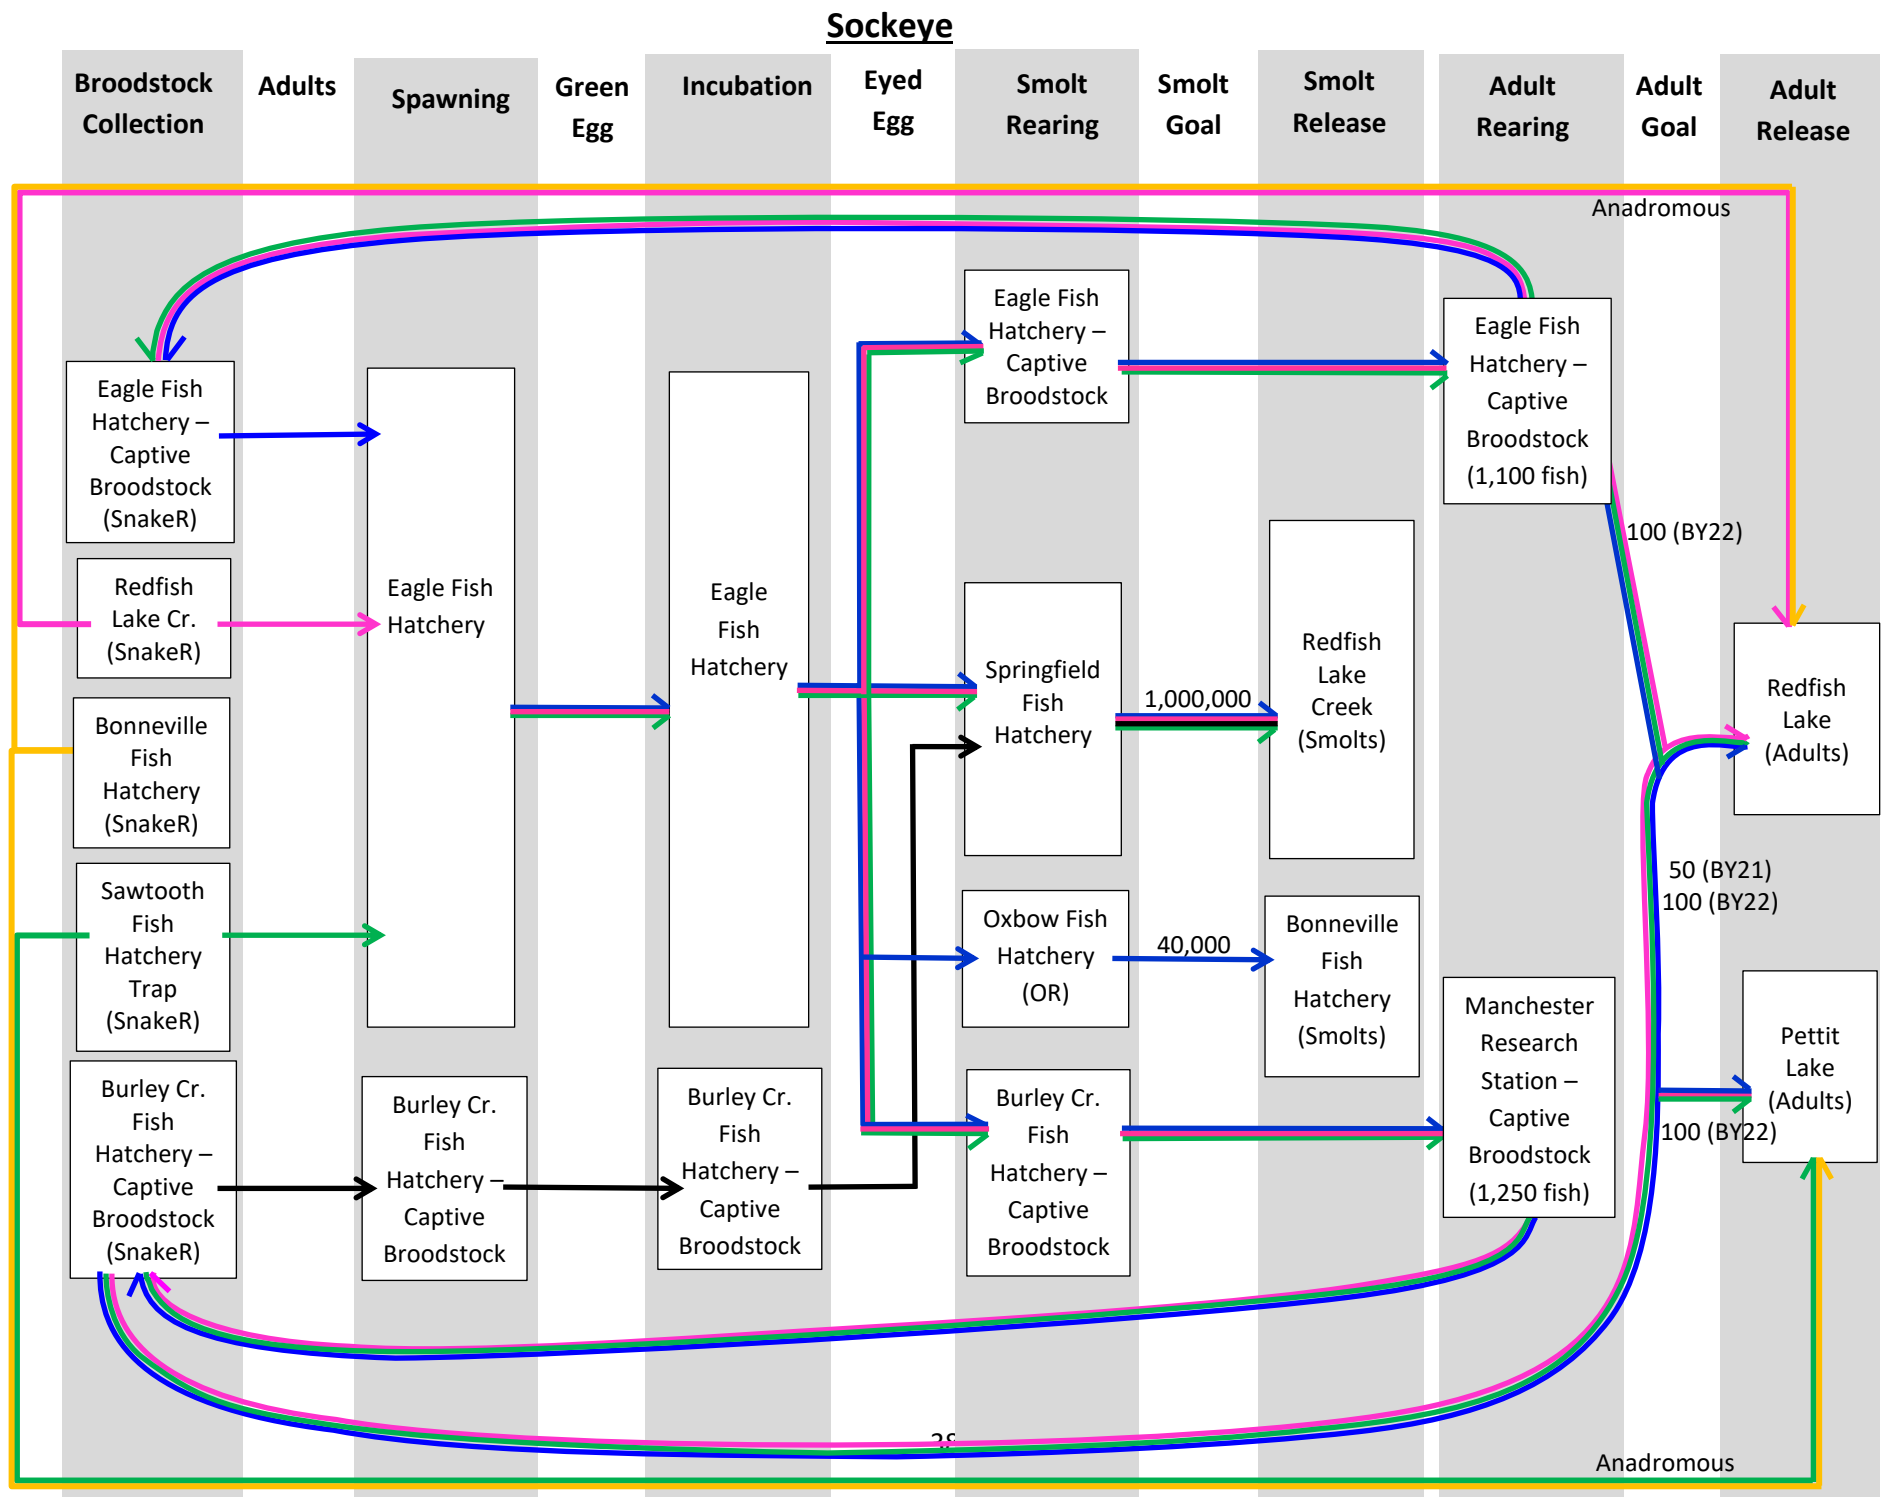 Sockeye
Broodstock
Collection
Adults
Spawning
Green
Egg
Incubation
Eyed
Egg
Smolt
Rearing
Smolt
Goal
Smolt
Release
Adult
Rearing
Adult
Goal
Adult
Release
Anadromous
Eagle Fish
Hatchery –
Captive
Broodstock
(SnakeR)
Redfish
Lake Cr.
(SnakeR)
Bonneville
Fish
Hatchery
(SnakeR)
Sawtooth
Fish
Hatchery
Trap
(SnakeR)
Burley Cr.
Fish
Hatchery –
Captive
Broodstock
(SnakeR)
Eagle Fish
Hatchery
Burley Cr.
Fish
Hatchery –
Captive
Broodstock
Eagle
Fish
Hatchery
Burley Cr.
Fish
Hatchery –
Captive
Broodstock
Eagle Fish
Hatchery –
Captive
Broodstock
Springfield
Fish
Hatchery
Oxbow Fish
Hatchery
(OR)
Burley Cr.
Fish
Hatchery –
Captive
Broodstock
1,000,000
40,000
Redfish
Lake
Creek
(Smolts)
Bonneville
Fish
Hatchery
(Smolts)
Eagle Fish
Hatchery –
Captive
Broodstock
(1,100 fish)
Manchester
Research
Station –
Captive
Broodstock
(1,250 fish)
100 (BY22)
50 (BY21)
100 (BY22)
100 (BY22)
Redfish
Lake
(Adults)
Pettit
Lake
(Adults)
Anadromous